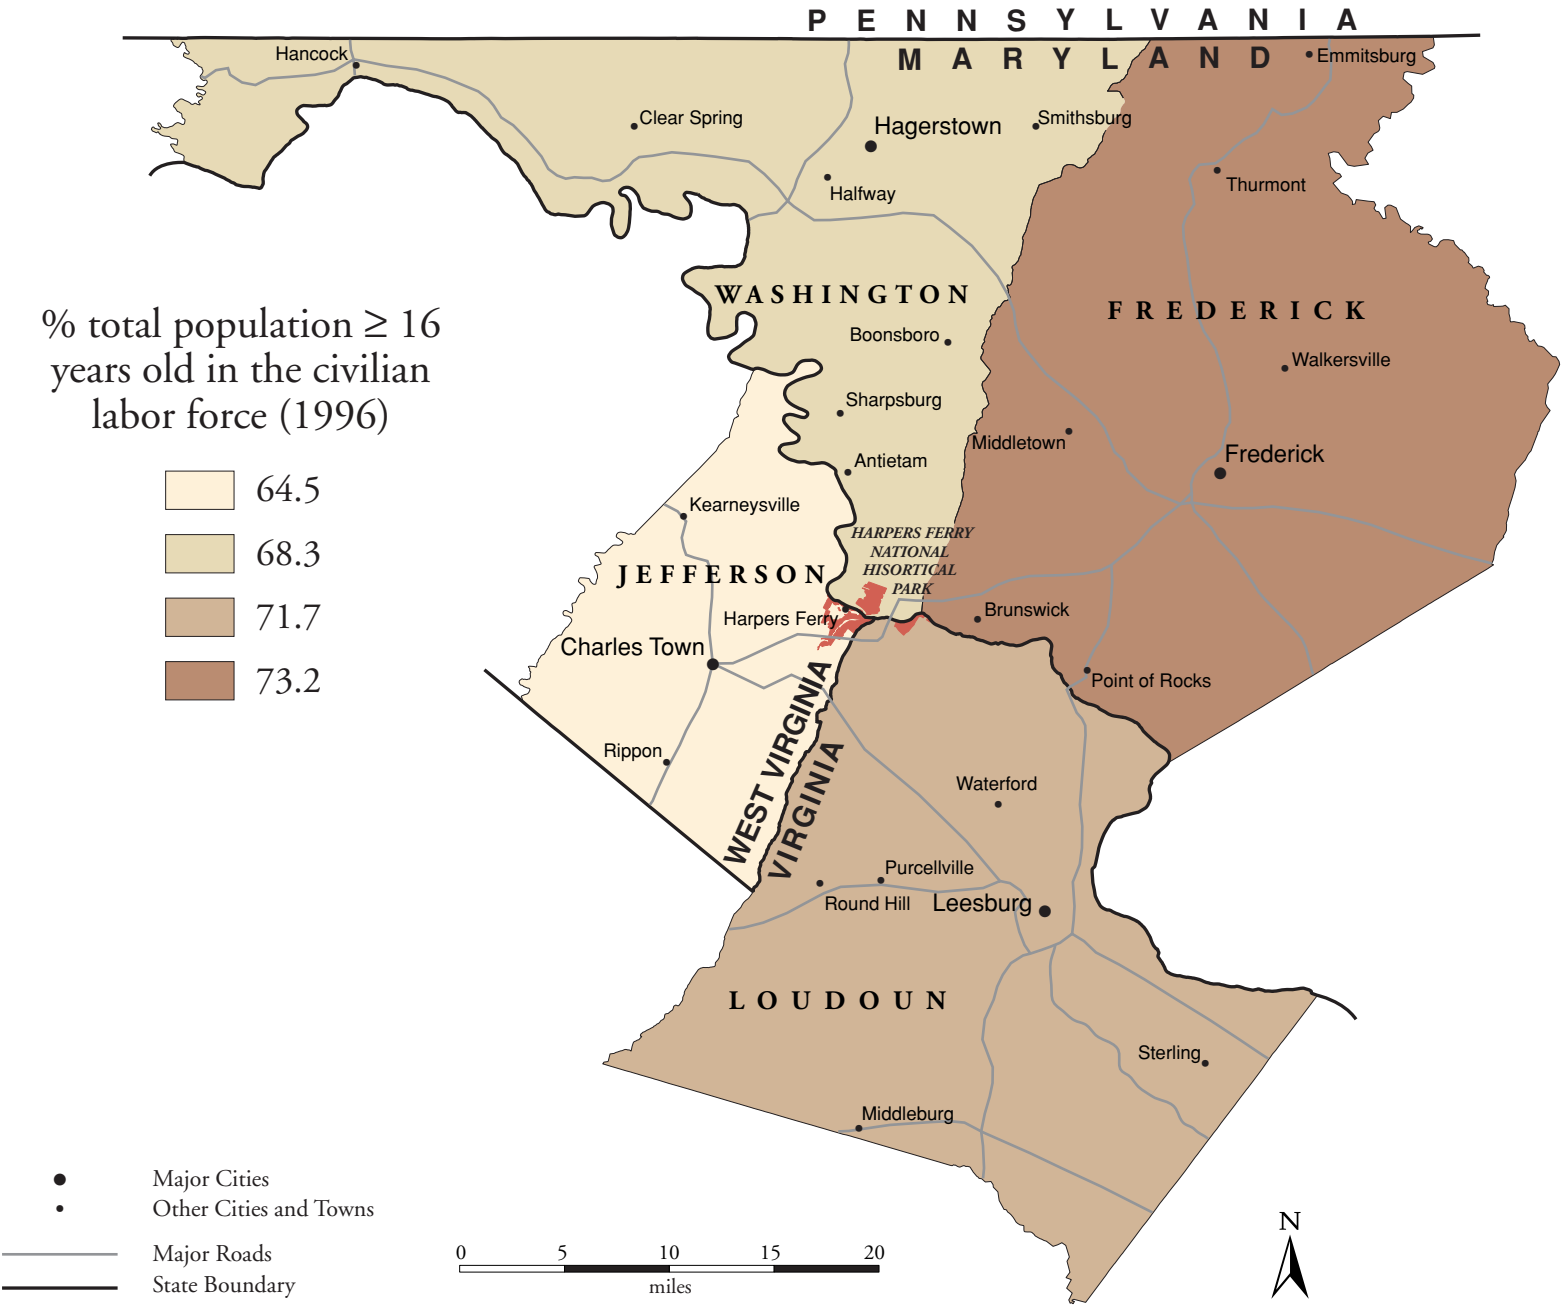 PENNSYLVANIA
MARYLAND
Hancock
Emmitsburg
Clear Spring
Hagerstown
Smithsburg
Halfway
Thurmont
WASHINGTON
FREDERICK
% total population ≥ 16
years old in the civilian
labor force (1996)
64.5
68.3
71.7
73.2
Boonsboro
Walkersville
Sharpsburg
Middletown
Frederick
Antietam
Kearneysville
HARPERS FERRY
NATIONAL
HISORTICAL
PARK
JEFFERSON
Harpers Ferry
Brunswick
Charles Town
Point of Rocks
WEST VIRGINIA
VIRGINIA
Rippon
Waterford
Purcellville
Round Hill
Leesburg
LOUDOUN
Sterling
Middleburg
Major Cities
Other Cities and Towns
Major Roads
State Boundary
0 5 10 15 20
miles
N